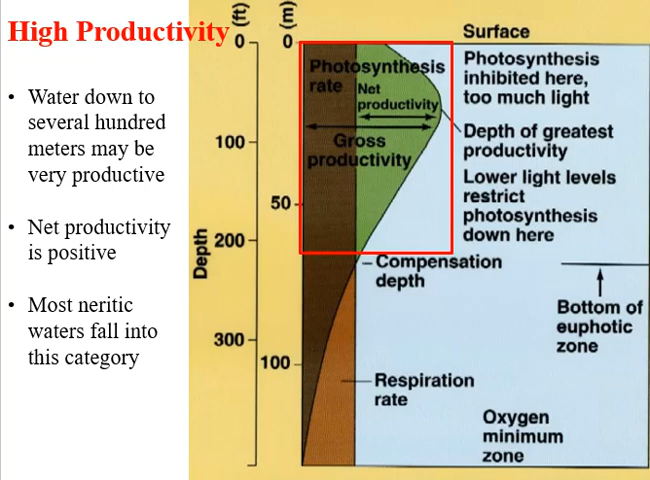 High Productivity
• Water down to
several hundred
meters may be
very productive
• Net productivity
is positive
• Most neritic
waters fall into
this category
(ft)
(m)
0
0
100
50
200
300
100
Depth
Surface
Photosynthesis
rate
Net
productivity
Gross
productivity
Photosynthesis
inhibited here,
too much light
Depth of greatest
productivity
Lower light levels
restrict
photosynthesis
down here
Compensation
depth
Bottom of
euphotic
zone
Respiration
rate
Oxygen
minimum
zone